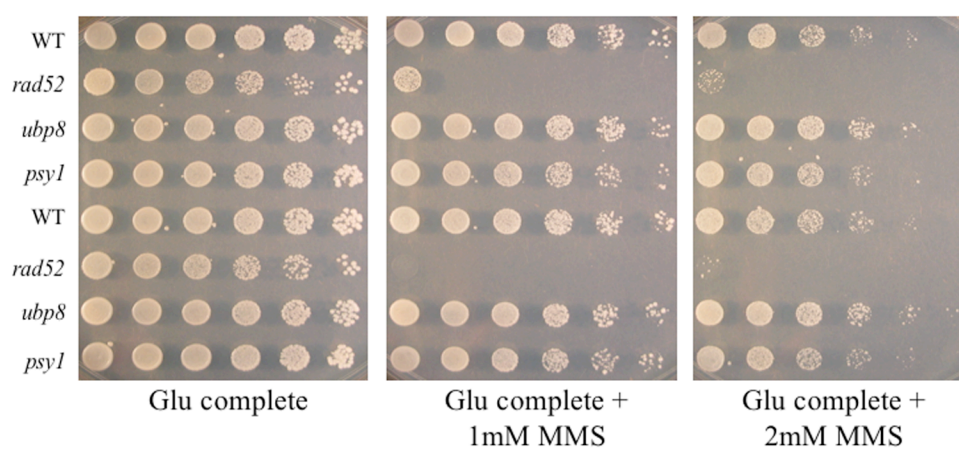 WT
rad52
ubp8
psy1
WT
rad52
ubp8
psy1
Glu complete
Glu complete +
1mM MMS
Glu complete +
2mM MMS